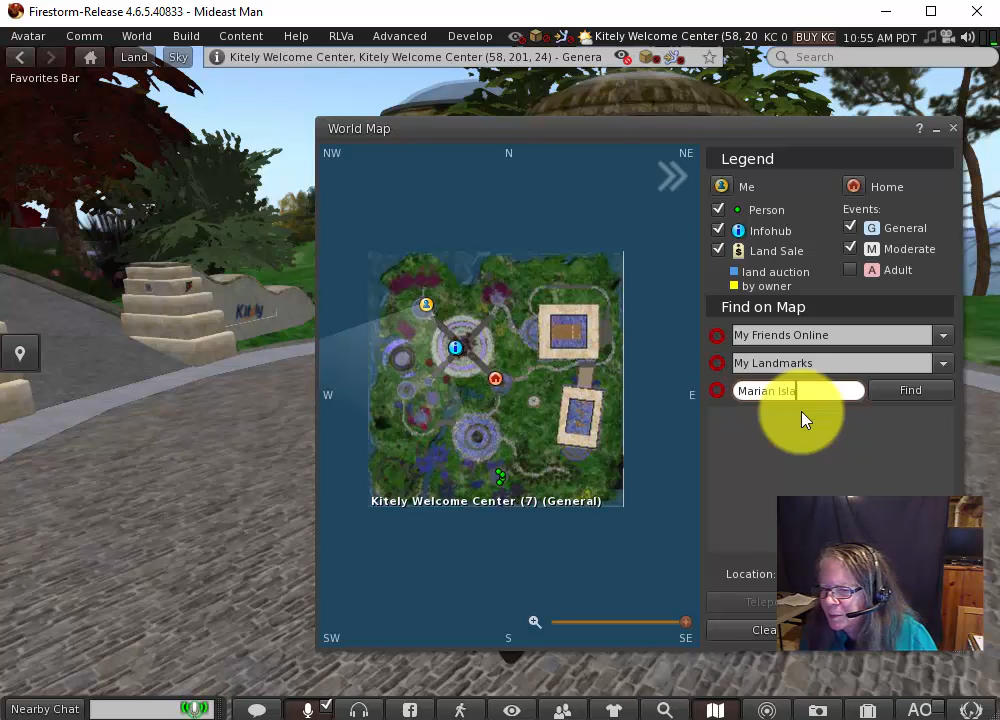 Firestorm-Release 4.6.5.40833 - Mideast Man
Avatar Comm World Build Content Help RLVa Advanced Develop Kitely Welcome Center (58, 20 KC 0 BUY KC 10:55 AM PDT
Land Sky Kitely Welcome Center, Kitely Welcome Center (58, 201, 24) - Genera Search
Favorites Bar
World Map ?
NW N NE
W E
SW S SE
Kitely
Kitely Welcome Center (7) (General)
Legend
Me Home
Person Events:
Infohub G General
Land Sale M Moderate
land auction A Adult
by owner
Find on Map
My Friends Online
My Landmarks
Marian Isla Find
Location:
Telepo
Clea
Nearby Chat AO